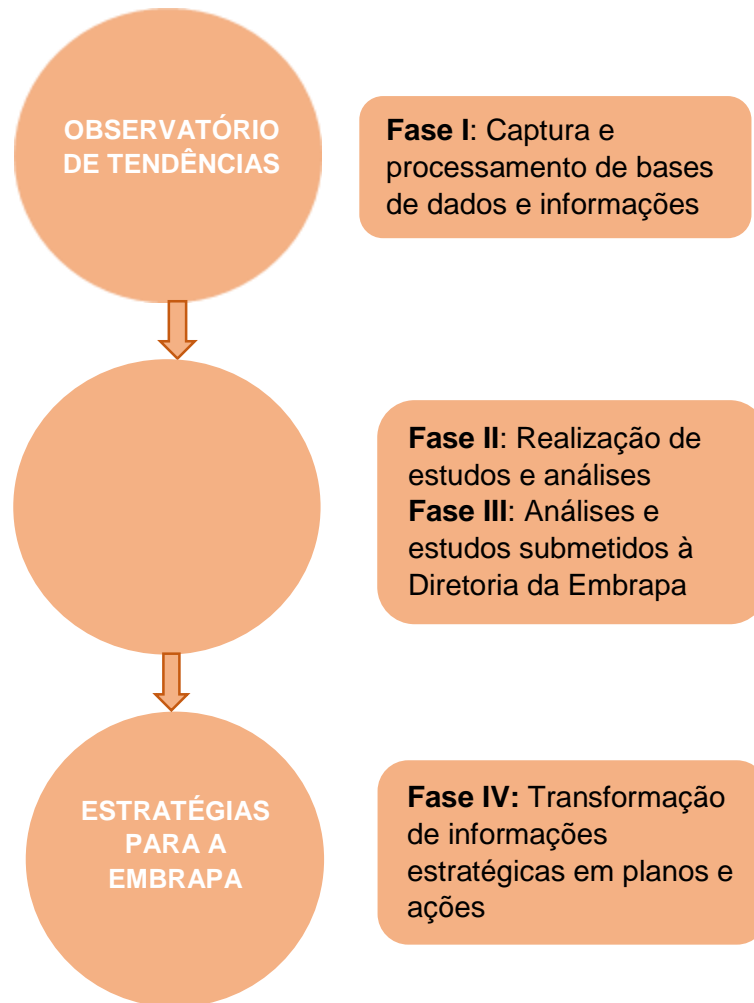 OBSERVATÓRIO
DE TENDÊNCIAS
Fase I: Captura e
processamento de bases
de dados e informações
Fase II: Realização de
estudos e análises
Fase III: Análises e
estudos submetidos à
Diretoria da Embrapa
ESTRATÉGIAS
PARA A
EMBRAPA
Fase IV: Transformação
de informações
estratégicas em planos e
ações